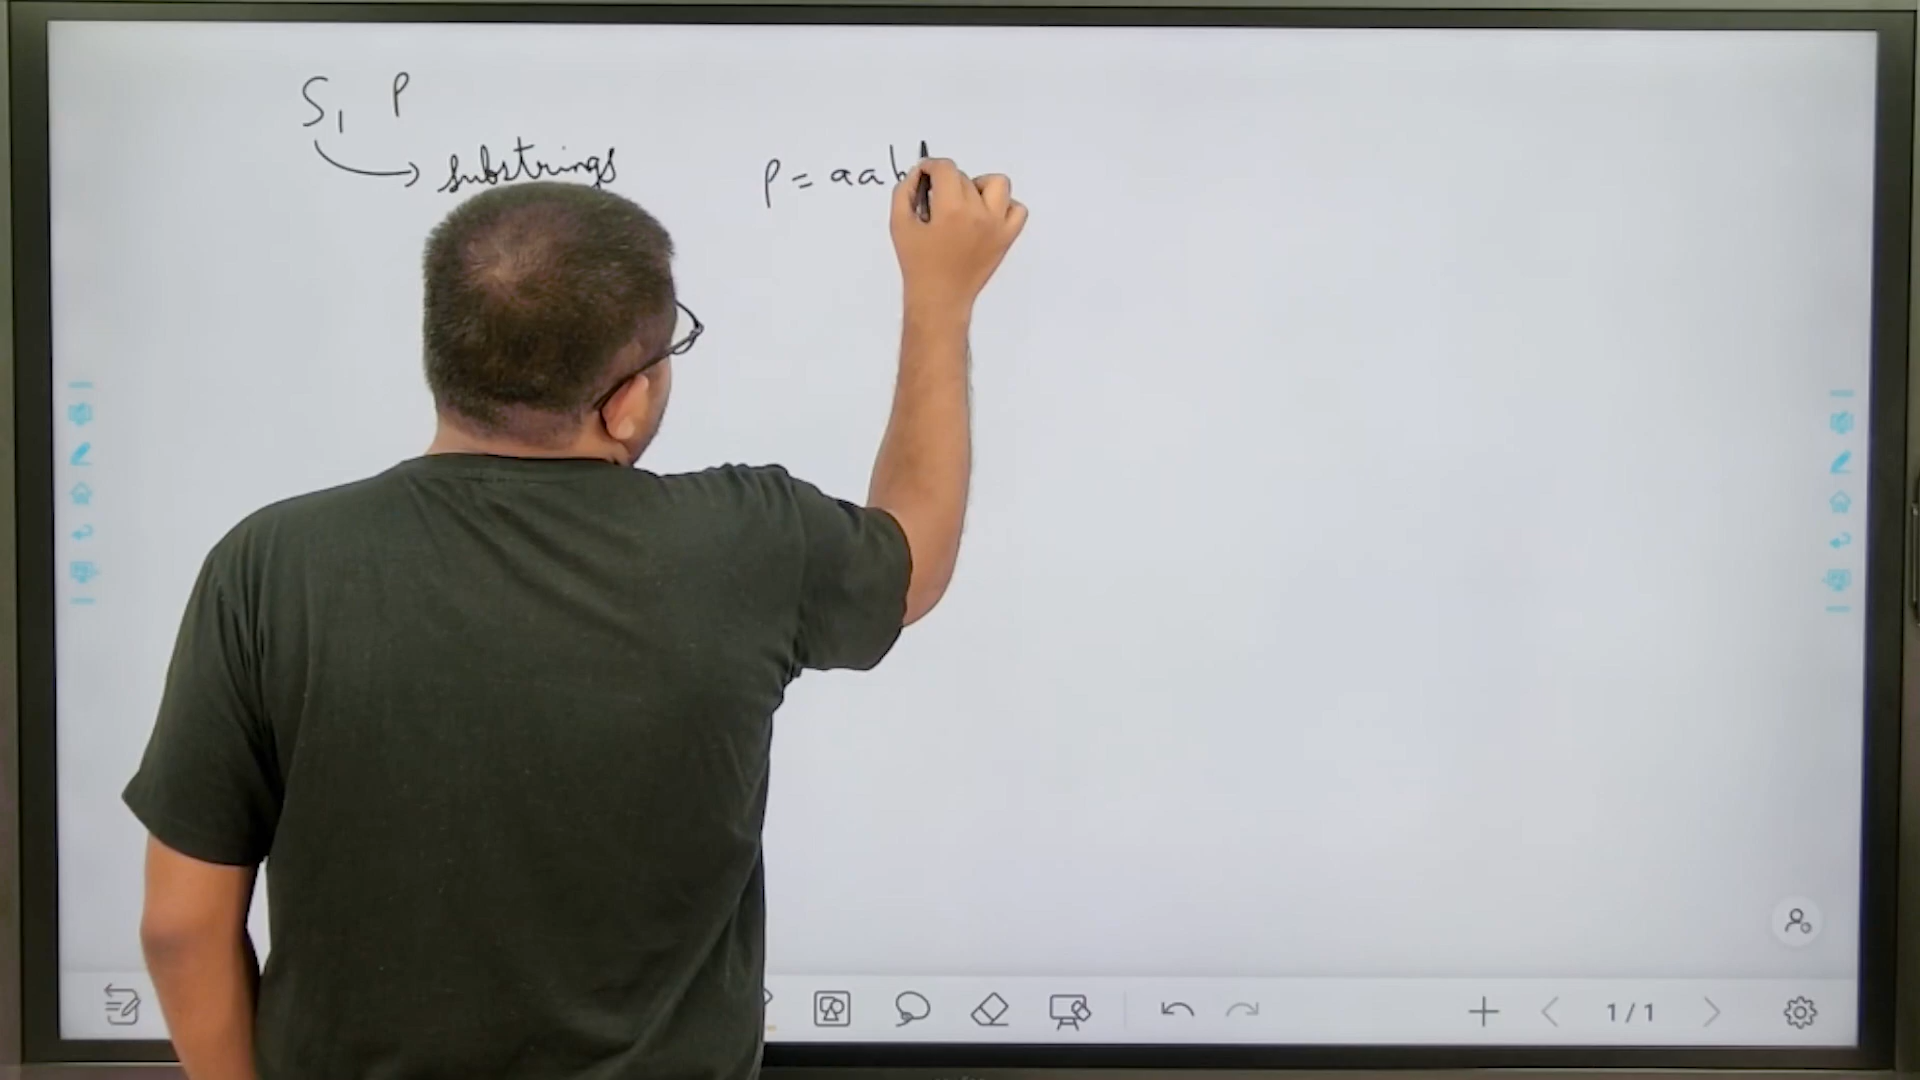 S, P
substrings
P = aab
1/1